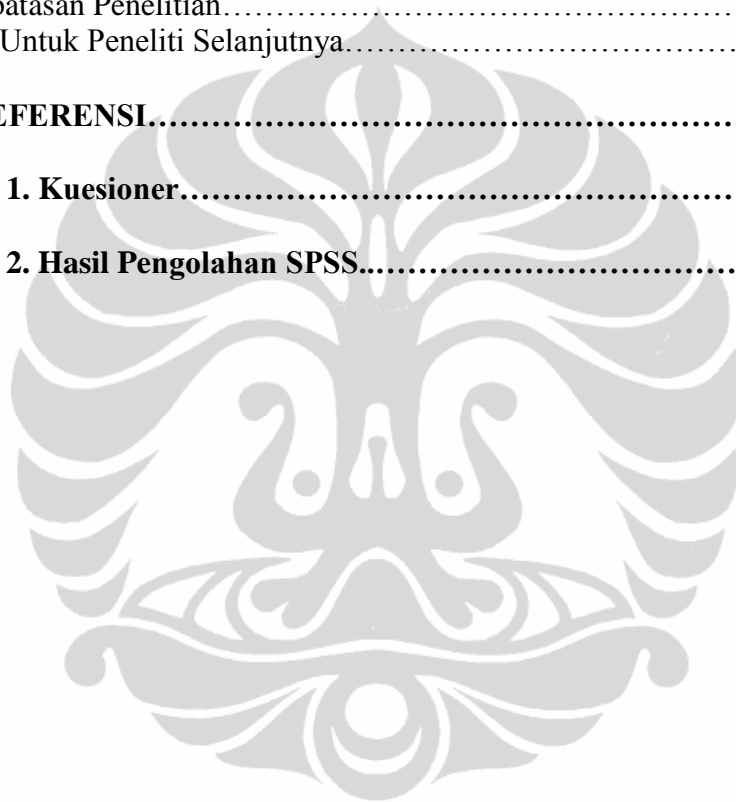 batasan Penelitian……………………………………………
Untuk Peneliti Selanjutnya……………………………….
EFERENSI……………………………………………………
1. Kuesioner…………………………………………………
2. Hasil Pengolahan SPSS..………………………………